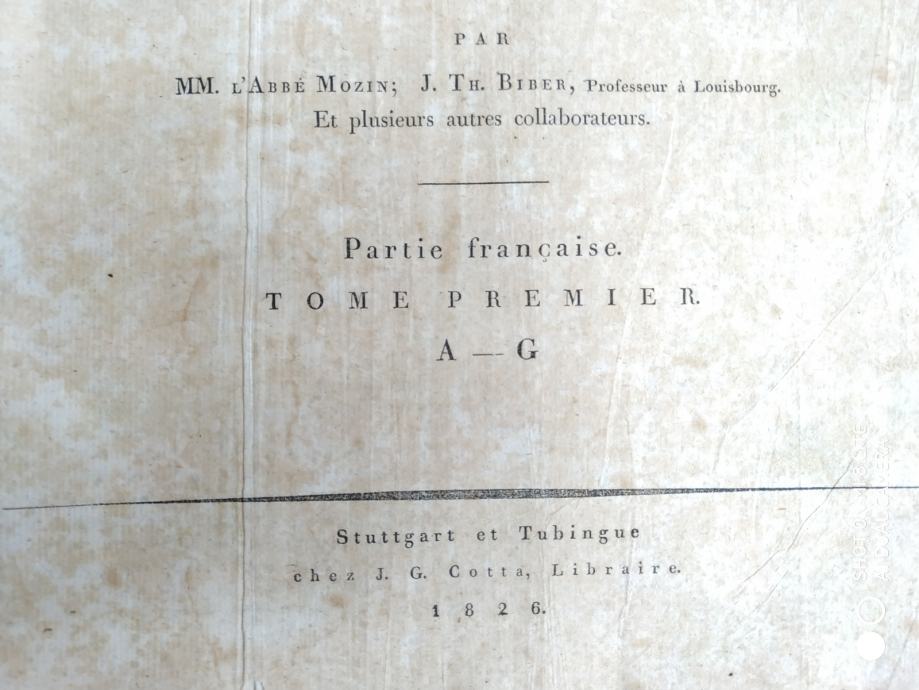 PAR
MM. L'ABBÉ MOZIN; J. TH. BIBER, Professeur à Louisbourg.
Et plusieurs autres collaborateurs.
Partie française.
TOME PREMIER.
A — G
Stuttgart et Tubingue
chez J. G. Cotta, Libraire.
1826.